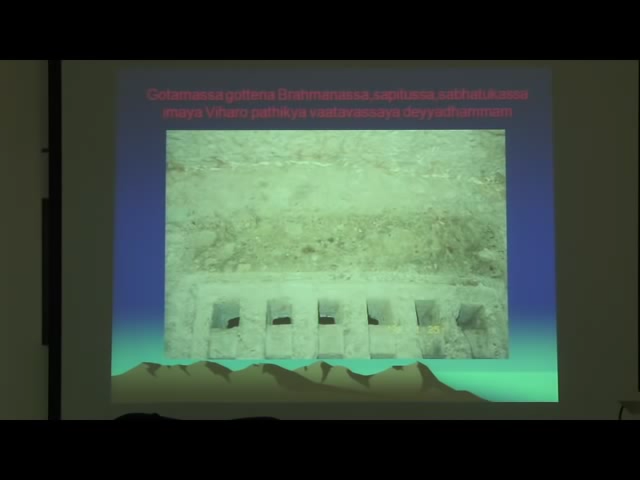 Gotamassa gottena Brahmanassa,sapitussa,sabhatukassa
imaya Viharo pathikya vaatavassaya deyyadhammam